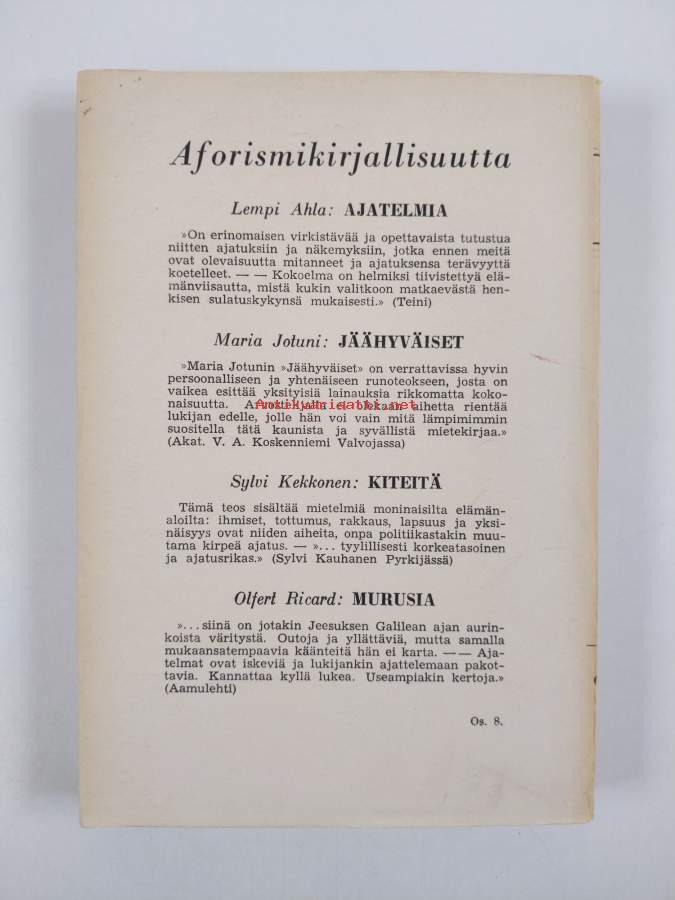 Aforismikirjallisuutta
Lempi Ahla: AJATELMIA
»On erinomaisen virkistävää ja opettavaista tutustua
niitten ajatuksiin ja näkemyksiin, jotka ennen meitä
ovat olevaisuutta mitanneet ja ajatuksensa terävyyttä
koetelleet. — — Kokoelma on helmiksi tiivistettyä elä-
mänviisautta, mistä kukin valitkoon matkaevästä hen-
kisen sulatuskykynsä mukaisesti.» (Teini)
Maria Jotuni: JÄÄHYVÄISET
»Maria Jotunin »Jäähyväiset» on verrattavissa hyvin
persoonalliseen ja yhtenäiseen runoteokseen, josta on
vaikea esittää yksityisiä lainauksia rikkomatta koko-
naisuutta. Arvostelijalla ei olekaan aihetta rientää
Antikvariaatti.net
lukijan edelle, jolle hän voi vain mitä lämpimimmin
suositella tätä kaunista ja syvällistä mietekirjaa.»
(Akat. V. A. Koskenniemi Valvojassa)
Sylvi Kekkonen: KITEITÄ
Tämä teos sisältää mietelmiä moninaisilta elämän-
aloilta: ihmiset, tottumus, rakkaus, lapsuus ja yksi-
näisyys ovat niiden aiheita, onpa politiikastakin muu-
tama kirpeä ajatus. — »... tyylillisesti korkeatasoinen
ja ajatusrikas.» (Sylvi Kauhanen Pyrkijässä)
Olfert Ricard: MURUSIA
»... siinä on jotakin Jeesuksen Galilean ajan aurin-
koista väritystä. Outoja ja yllättäviä, mutta samalla
mukaansatempaavia käänteitä hän ei karta. — — Aja-
telmat ovat iskeviä ja lukijankin ajattelemaan pakot-
tavia. Kannattaa kyllä lukea. Useampiakin kertoja.»
(Aamulehti)
Os. 8.